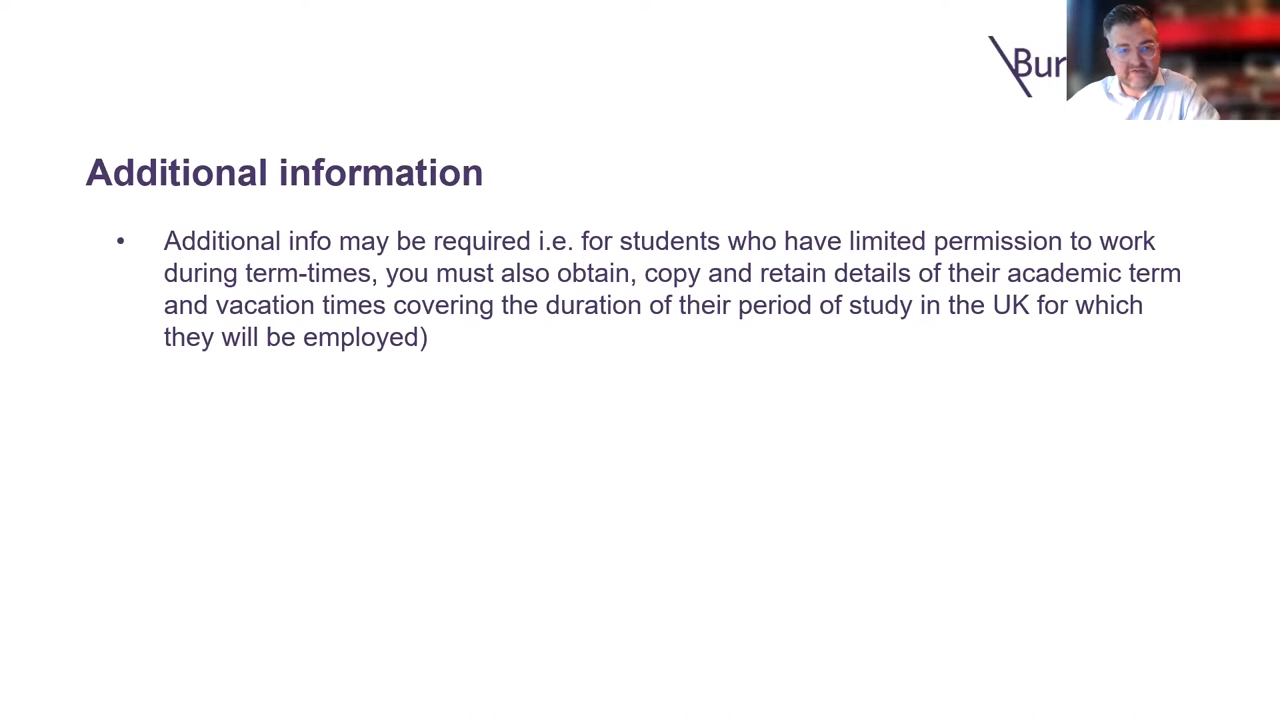 Bur
Additional information
• Additional info may be required i.e. for students who have limited permission to work
during term-times, you must also obtain, copy and retain details of their academic term
and vacation times covering the duration of their period of study in the UK for which
they will be employed)